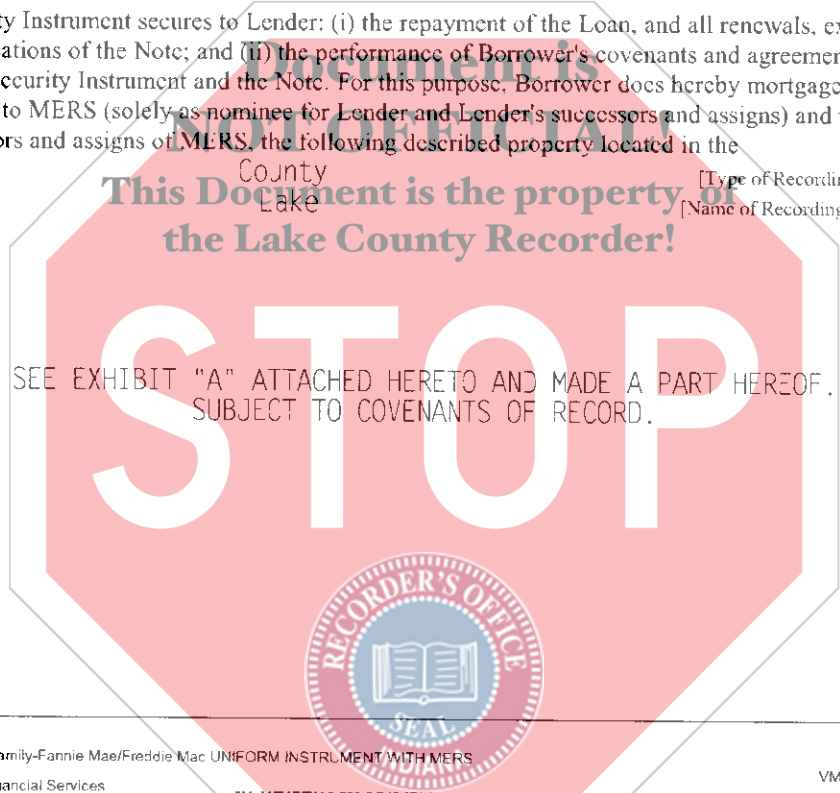 ty Instrument secures to Lender: (i) the repayment of the Loan, and all renewals, ex
ations of the Note; and (ii) the performance of Borrower's covenants and agreemen
ecurity Instrument and the Note. For this purpose, Borrower does hereby mortgage
to MERS (solely as nominee for Lender and Lender's successors and assigns) and
ors and assigns of MERS, the following described property located in the
Document is
NOT OFFICIAL!
This Document is the property of
the Lake County Recorder!
County
[Type of Recordin
Lake
[Name of Recording
STOP
SEE EXHIBIT "A" ATTACHED HERETO AND MADE A PART HEREOF.
SUBJECT TO COVENANTS OF RECORD.
RECORDER'S OFFICE
SEAL
INDIANA
amily-Fannie Mae/Freddie Mac UNIFORM INSTRUMENT WITH MERS
nancial Services
VM